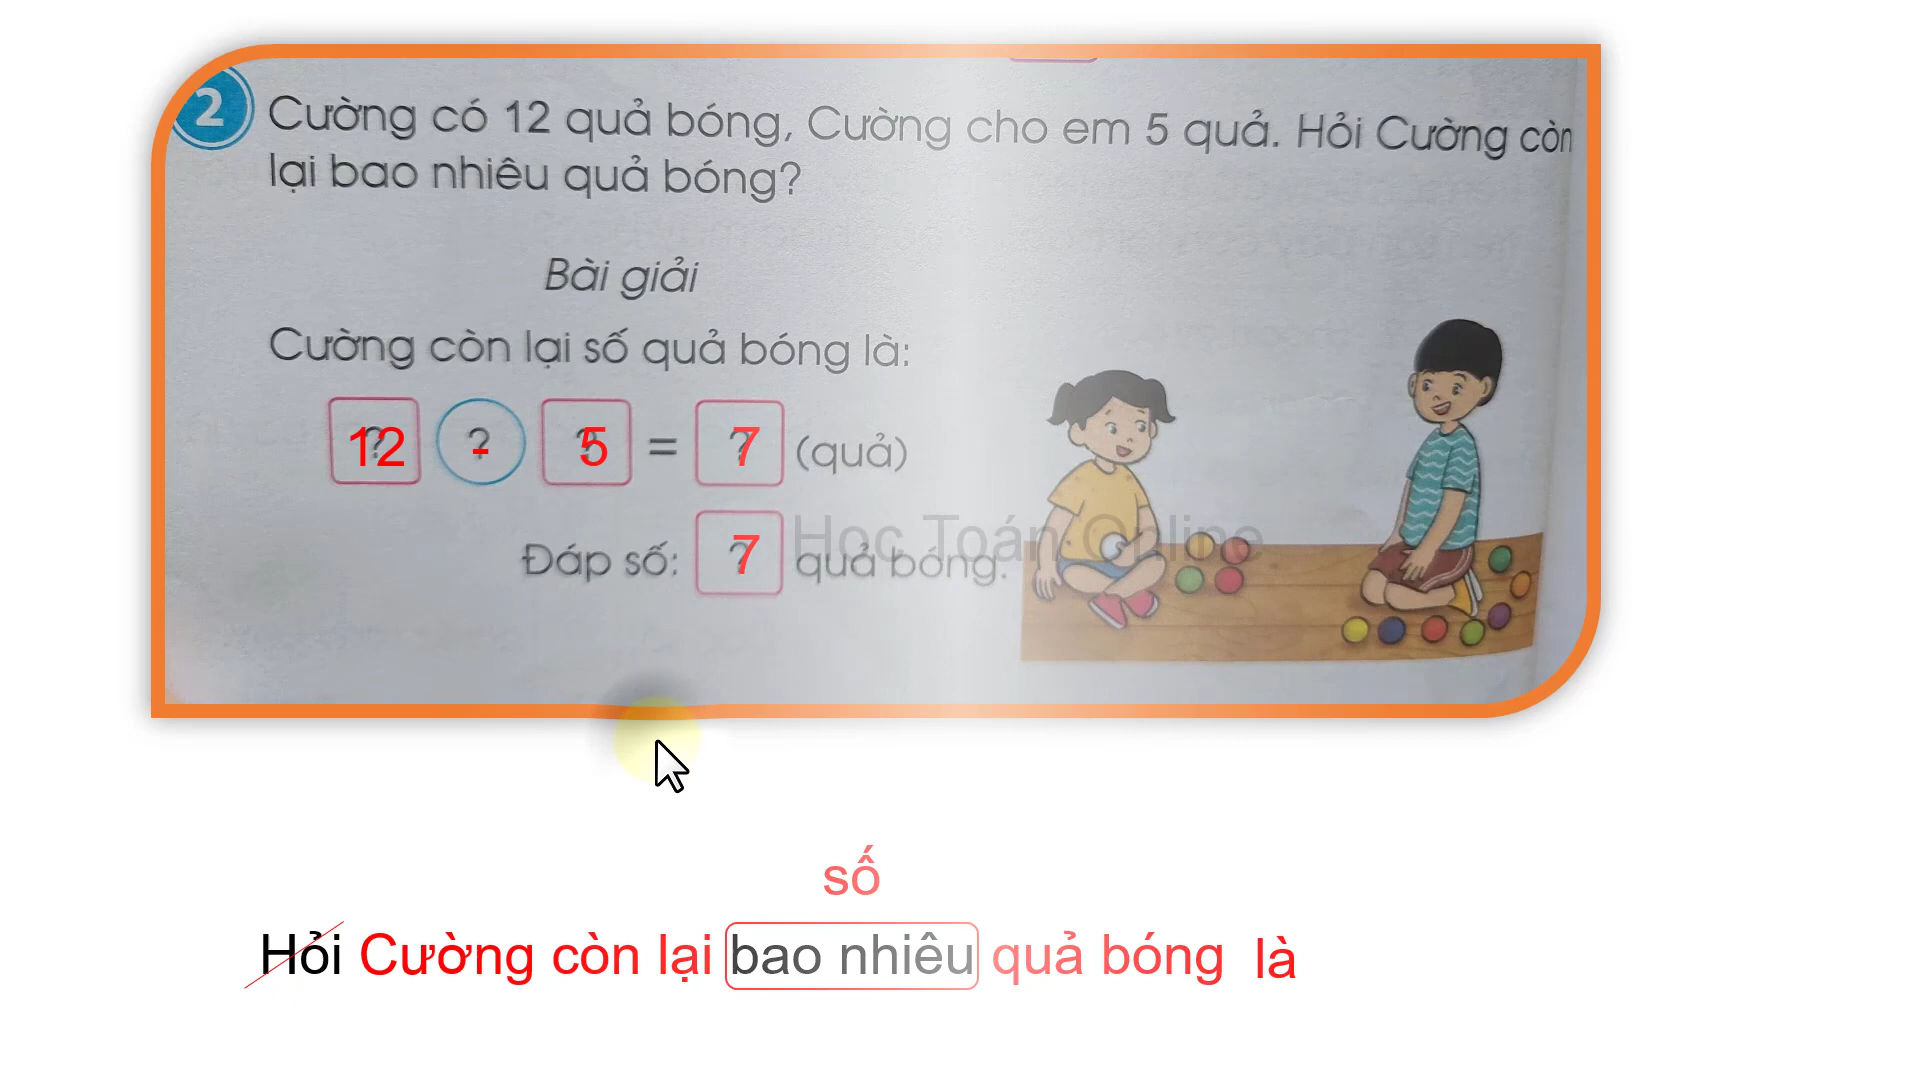 2 Cường có 12 quả bóng, Cường cho em 5 quả. Hỏi Cường còn
lại bao nhiêu quả bóng?
Bài giải
Cường còn lại số quả bóng là:
12 - 5 = 7 (quả)
Đáp số: 7 quả bóng.
Học Toán Online
số
Hỏi Cường còn lại bao nhiêu quả bóng là